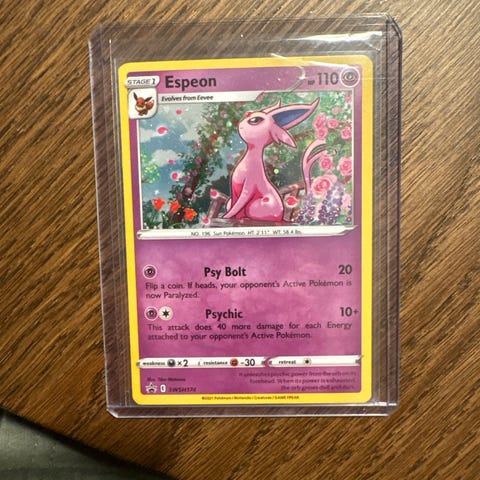 STAGE 1 Espeon HP 110
Evolves from Eevee
NO. 196 Sun Pokémon HT: 2'11" WT: 58.4 lbs.
Psy Bolt 20
Flip a coin. If heads, your opponent's Active Pokémon is
now Paralyzed.
Psychic 10+
This attack does 40 more damage for each Energy
attached to your opponent's Active Pokémon.
weakness ×2 resistance -30 retreat
It unleashes psychic power from the orb on its
forehead. When its power is exhausted,
the orb grows dull and dark.
SWSH174
©2021 Pokémon / Nintendo / Creatures / GAME FREAK